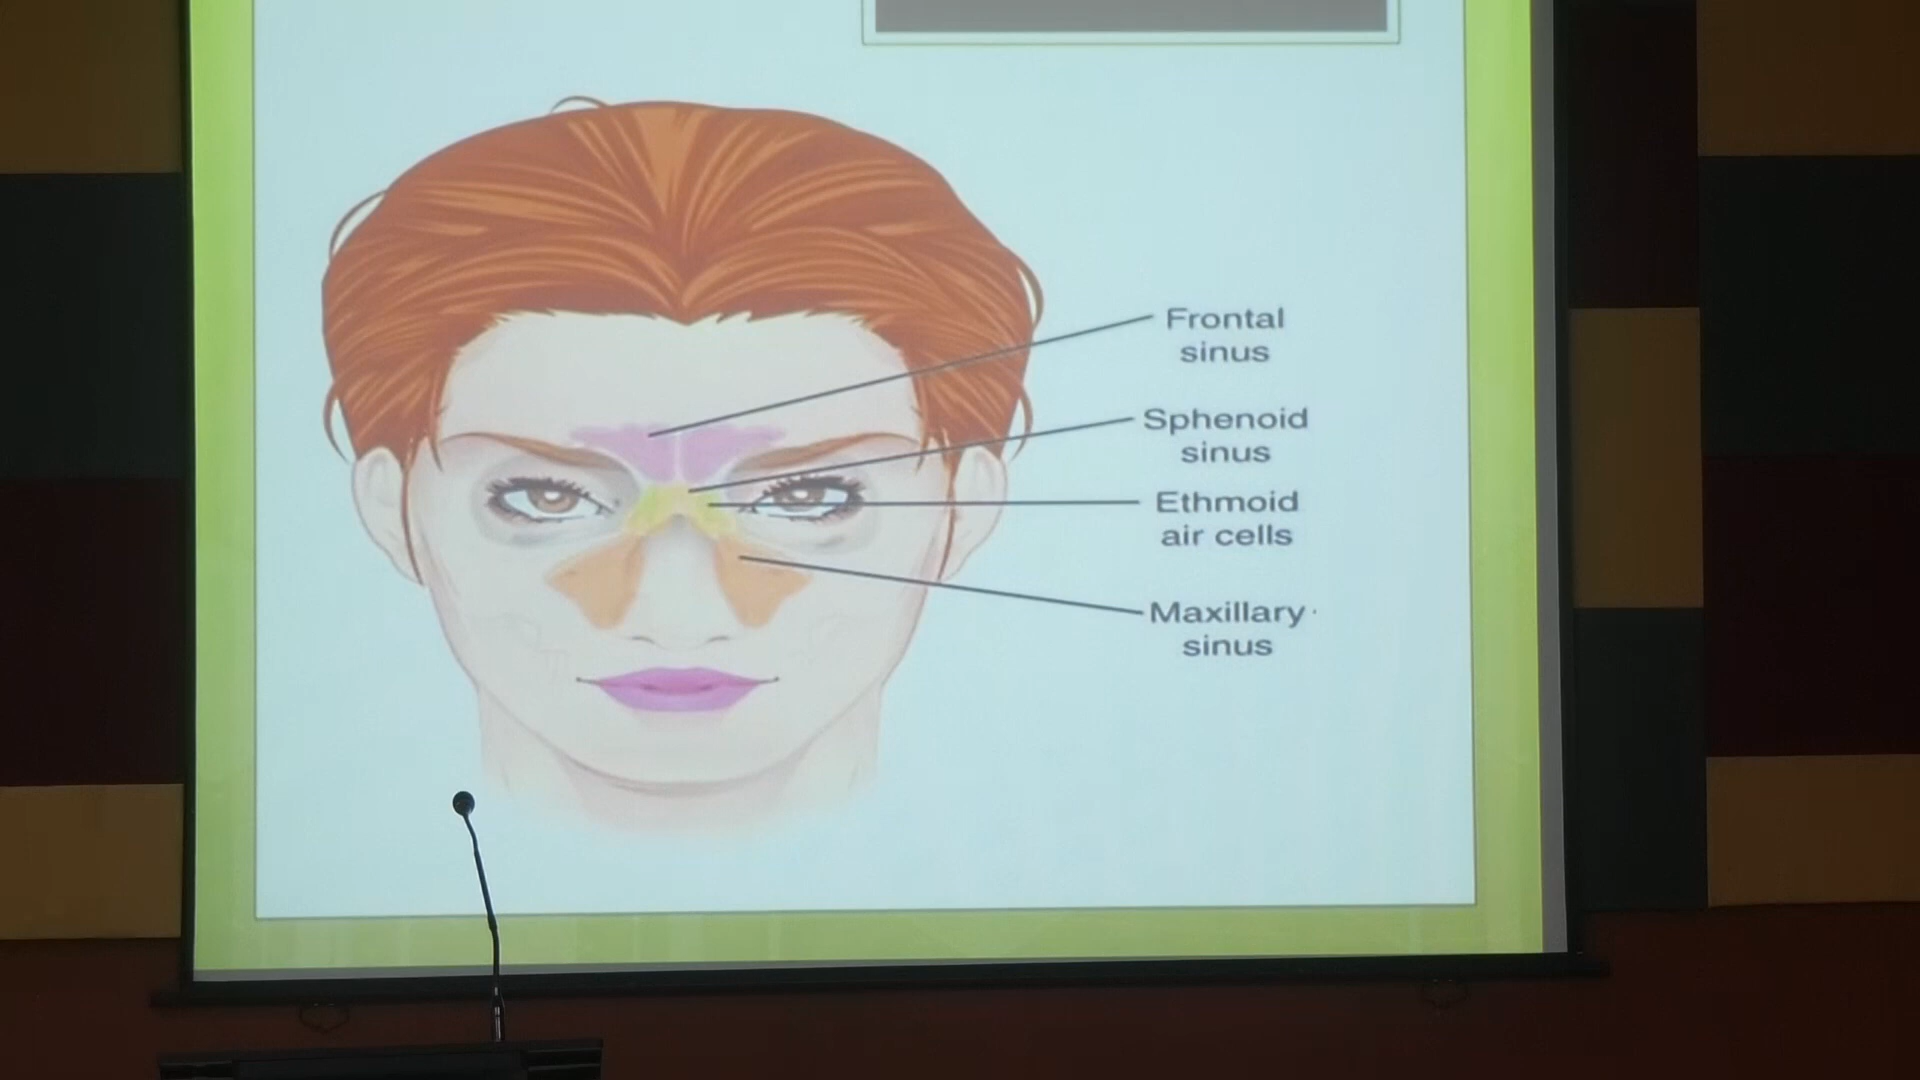 Frontal
sinus
Sphenoid
sinus
Ethmoid
air cells
Maxillary
sinus